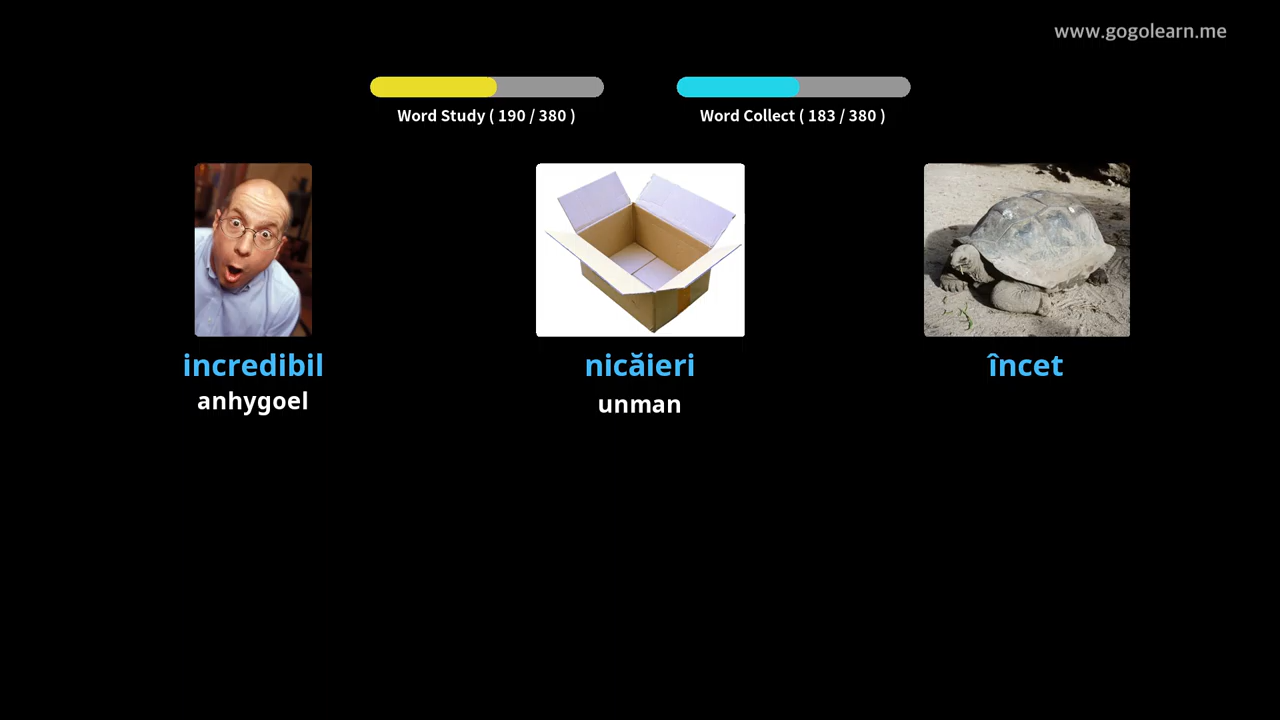 www.gogolearn.me
Word Study ( 190 / 380 )
Word Collect ( 183 / 380 )
incredibil
nicăieri
încet
anhygoel
unman